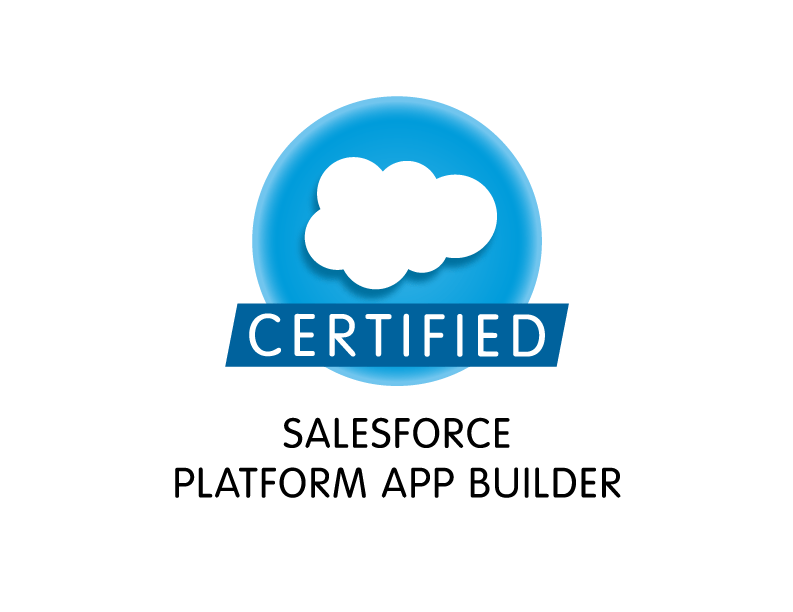 CERTIFIED
SALESFORCE
PLATFORM APP BUILDER